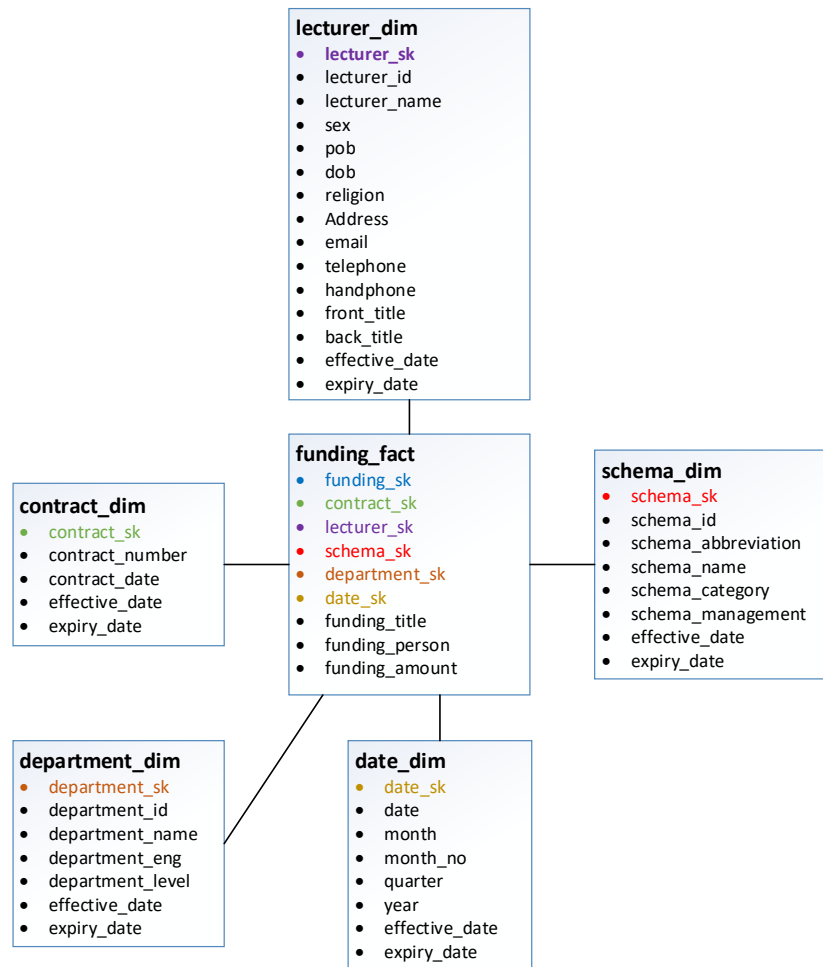 lecturer_dim
• lecturer_sk
• lecturer_id
• lecturer_name
• sex
• pob
• dob
• religion
• Address
• email
• telephone
• handphone
• front_title
• back_title
• effective_date
• expiry_date
funding_fact
• funding_sk
• contract_sk
• lecturer_sk
• schema_sk
• department_sk
• date_sk
• funding_title
• funding_person
• funding_amount
contract_dim
• contract_sk
• contract_number
• contract_date
• effective_date
• expiry_date
schema_dim
• schema_sk
• schema_id
• schema_abbreviation
• schema_name
• schema_category
• schema_management
• effective_date
• expiry_date
department_dim
• department_sk
• department_id
• department_name
• department_eng
• department_level
• effective_date
• expiry_date
date_dim
• date_sk
• date
• month
• month_no
• quarter
• year
• effective_date
• expiry_date